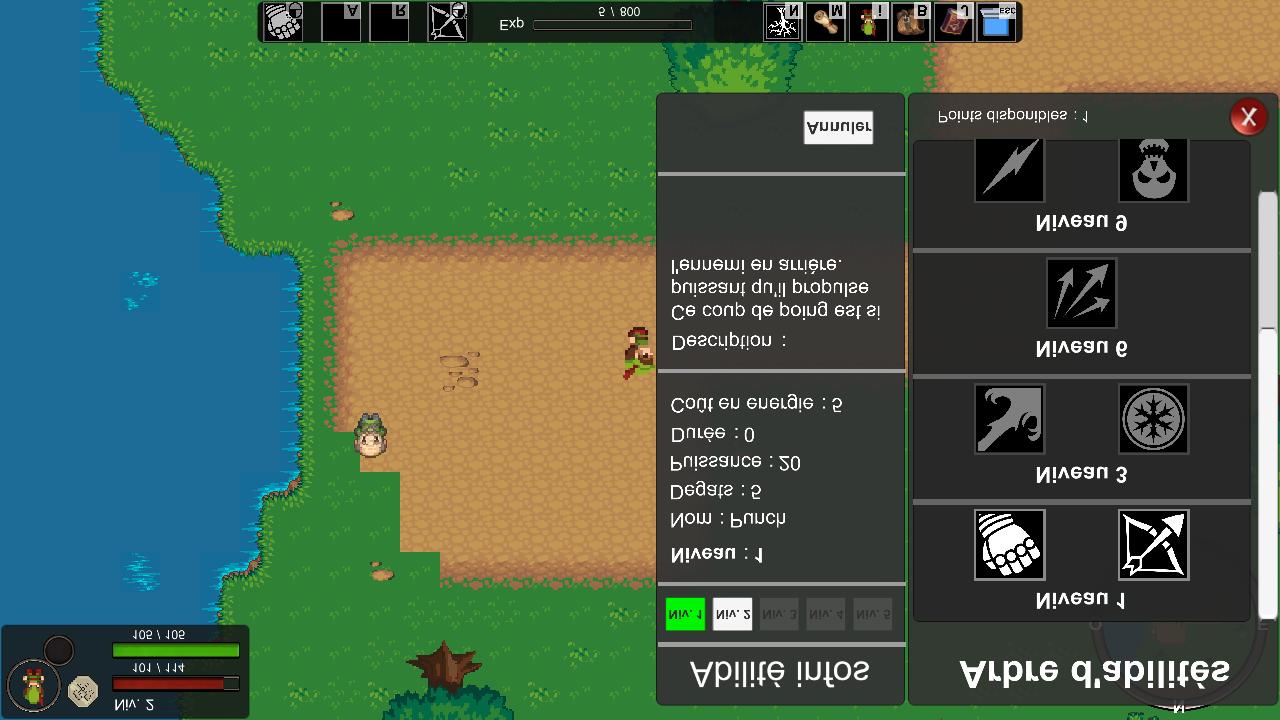 Niv. 2
101 / 114
105 / 105
Abilité infos
Niv. 1
Niv. 2
Niv. 3
Niv. 4
Niv. 5
Niveau : 1
Nom : Punch
Degats : 5
Puissance : 20
Durée : 0
Coût en energie : 5
Description :
Ce coup de poing est si
puissant qu'il propulse
l'ennemi en arrière.
Annuler
N
Arbre d'abilités
Niveau 1
Niveau 3
Niveau 6
Niveau 9
Points disponibles : 1
X
A
R
Exp
5 / 800
N
M
I
B
J
ESC